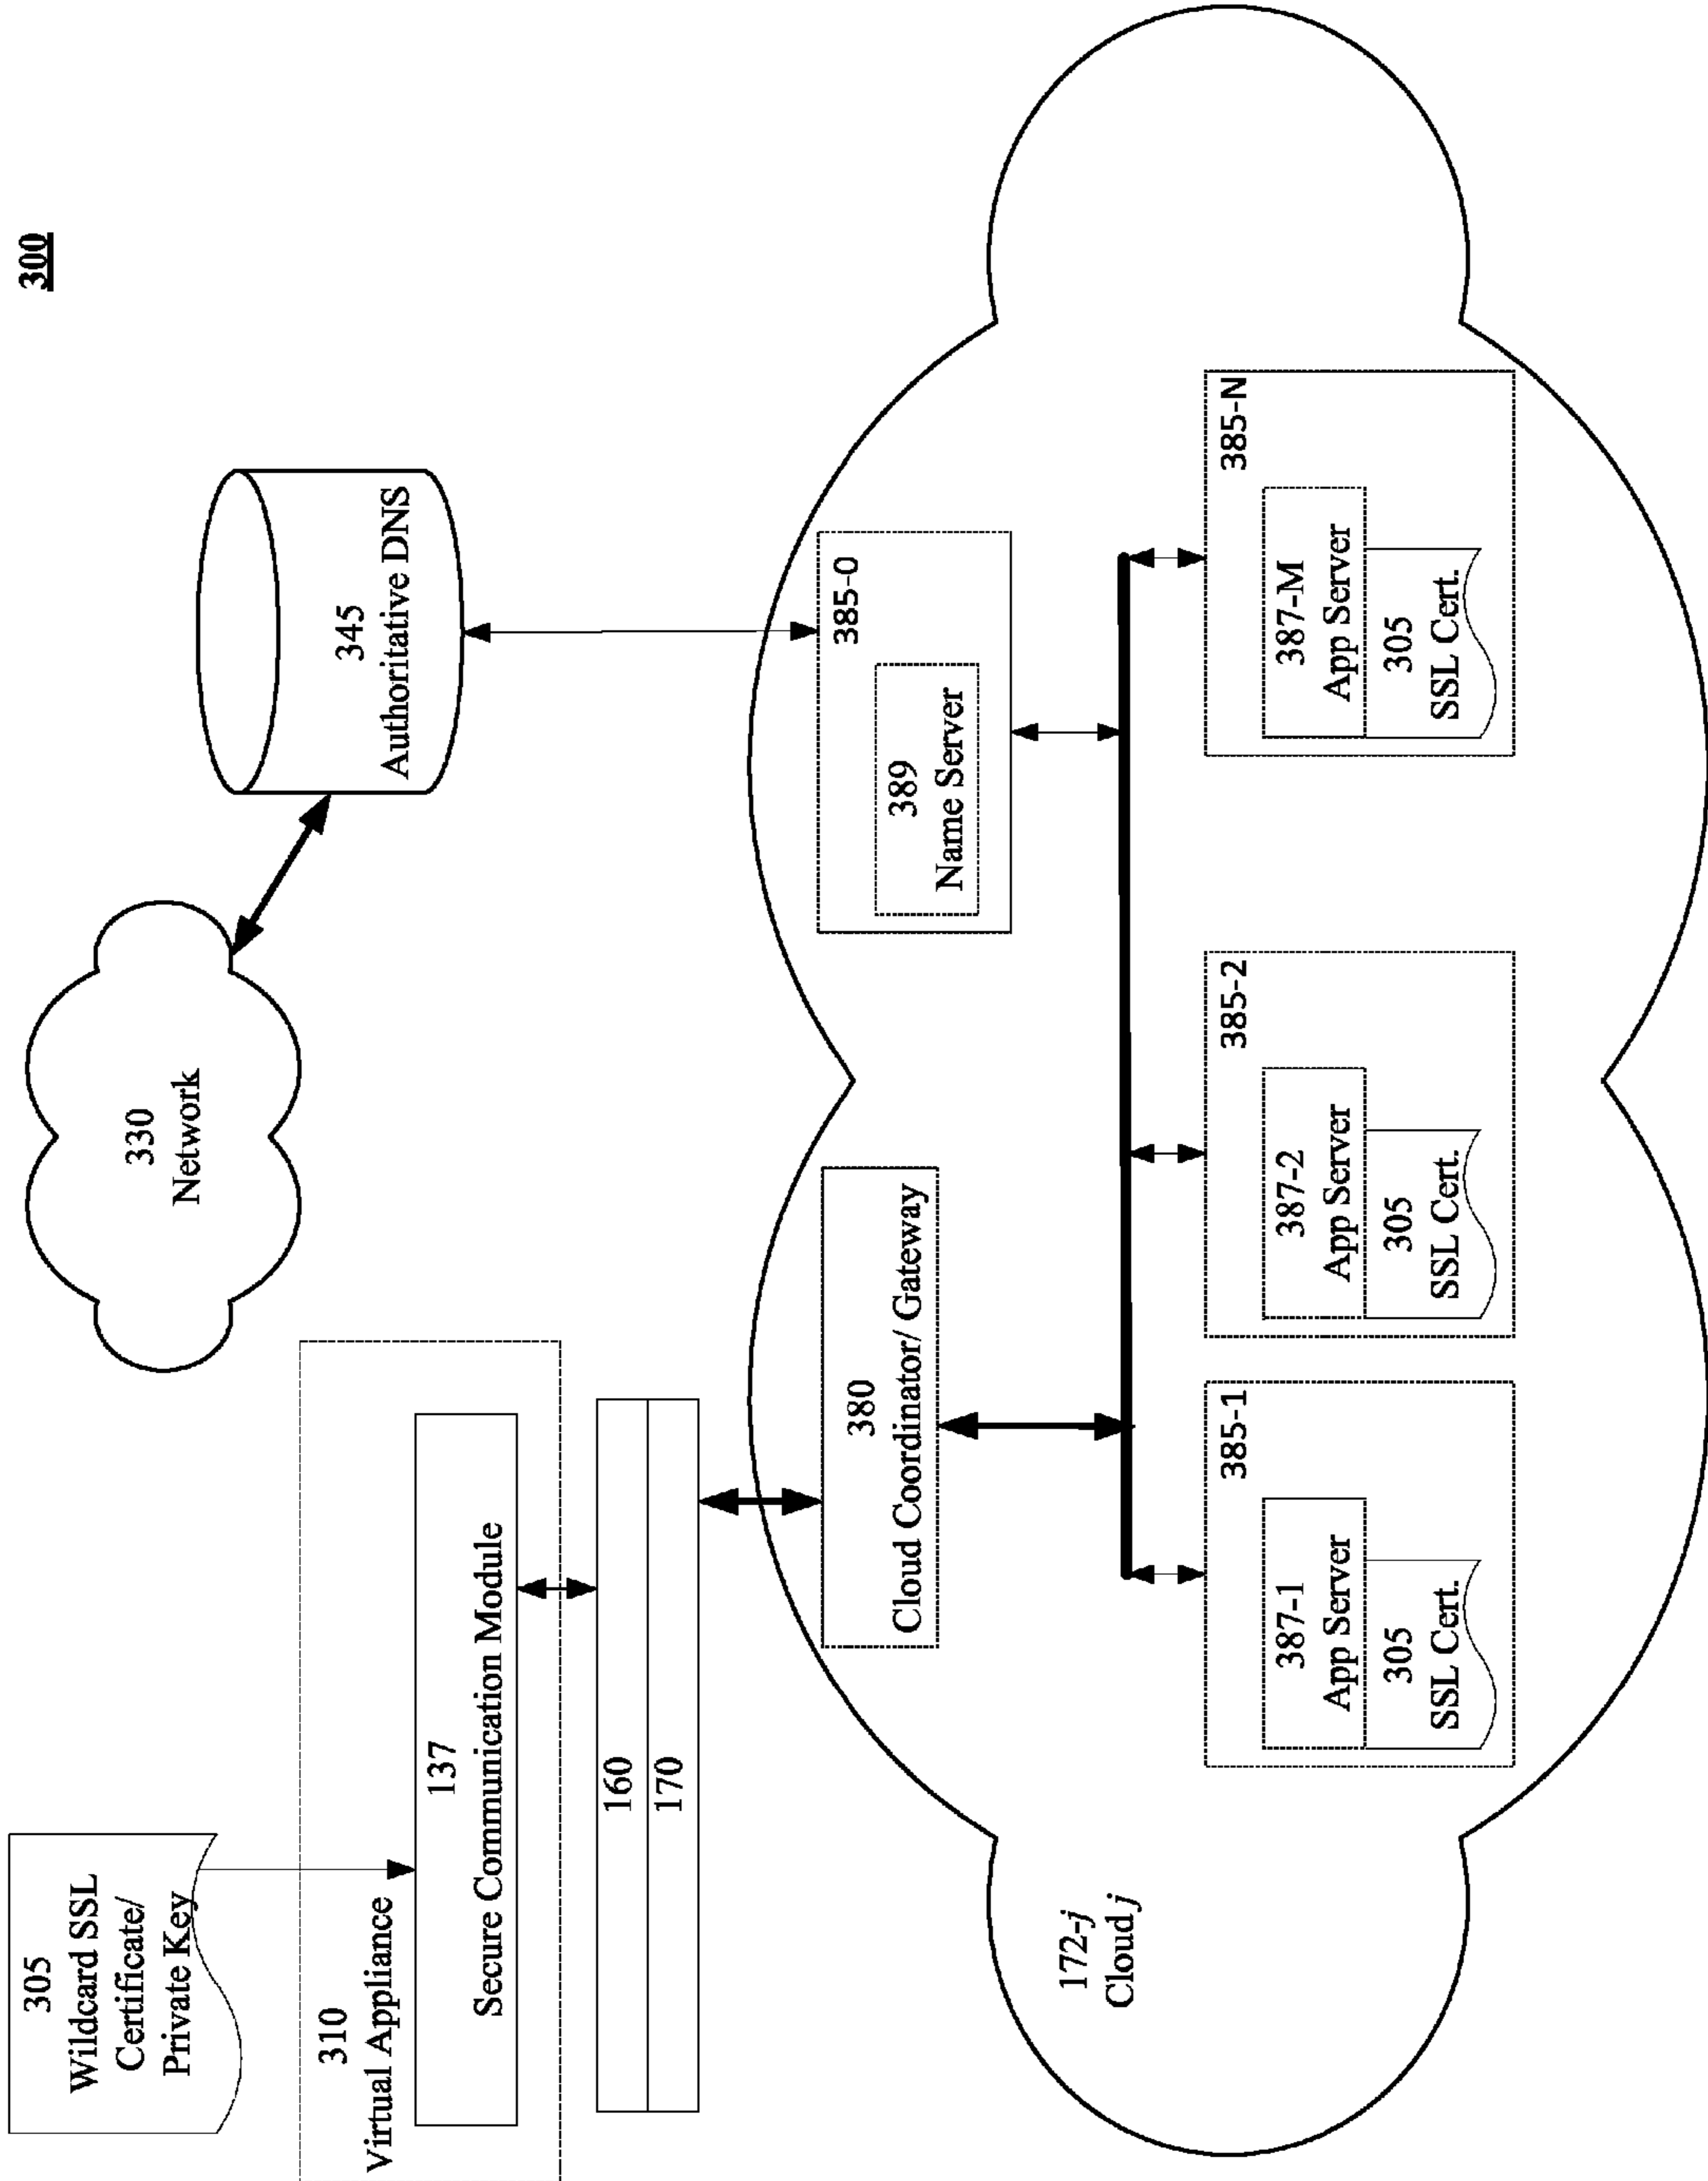 300
305
Wildcard SSL
Certificate/
Private Key
310
Virtual Appliance
137
Secure Communication Module
160
170
330
Network
345
Authoritative DNS
172-j
Cloud j
380
Cloud Coordinator/ Gateway
385-0
389
Name Server
385-1
387-1
App Server
305
SSL Cert.
385-2
387-2
App Server
305
SSL Cert.
385-N
387-M
App Server
305
SSL Cert.